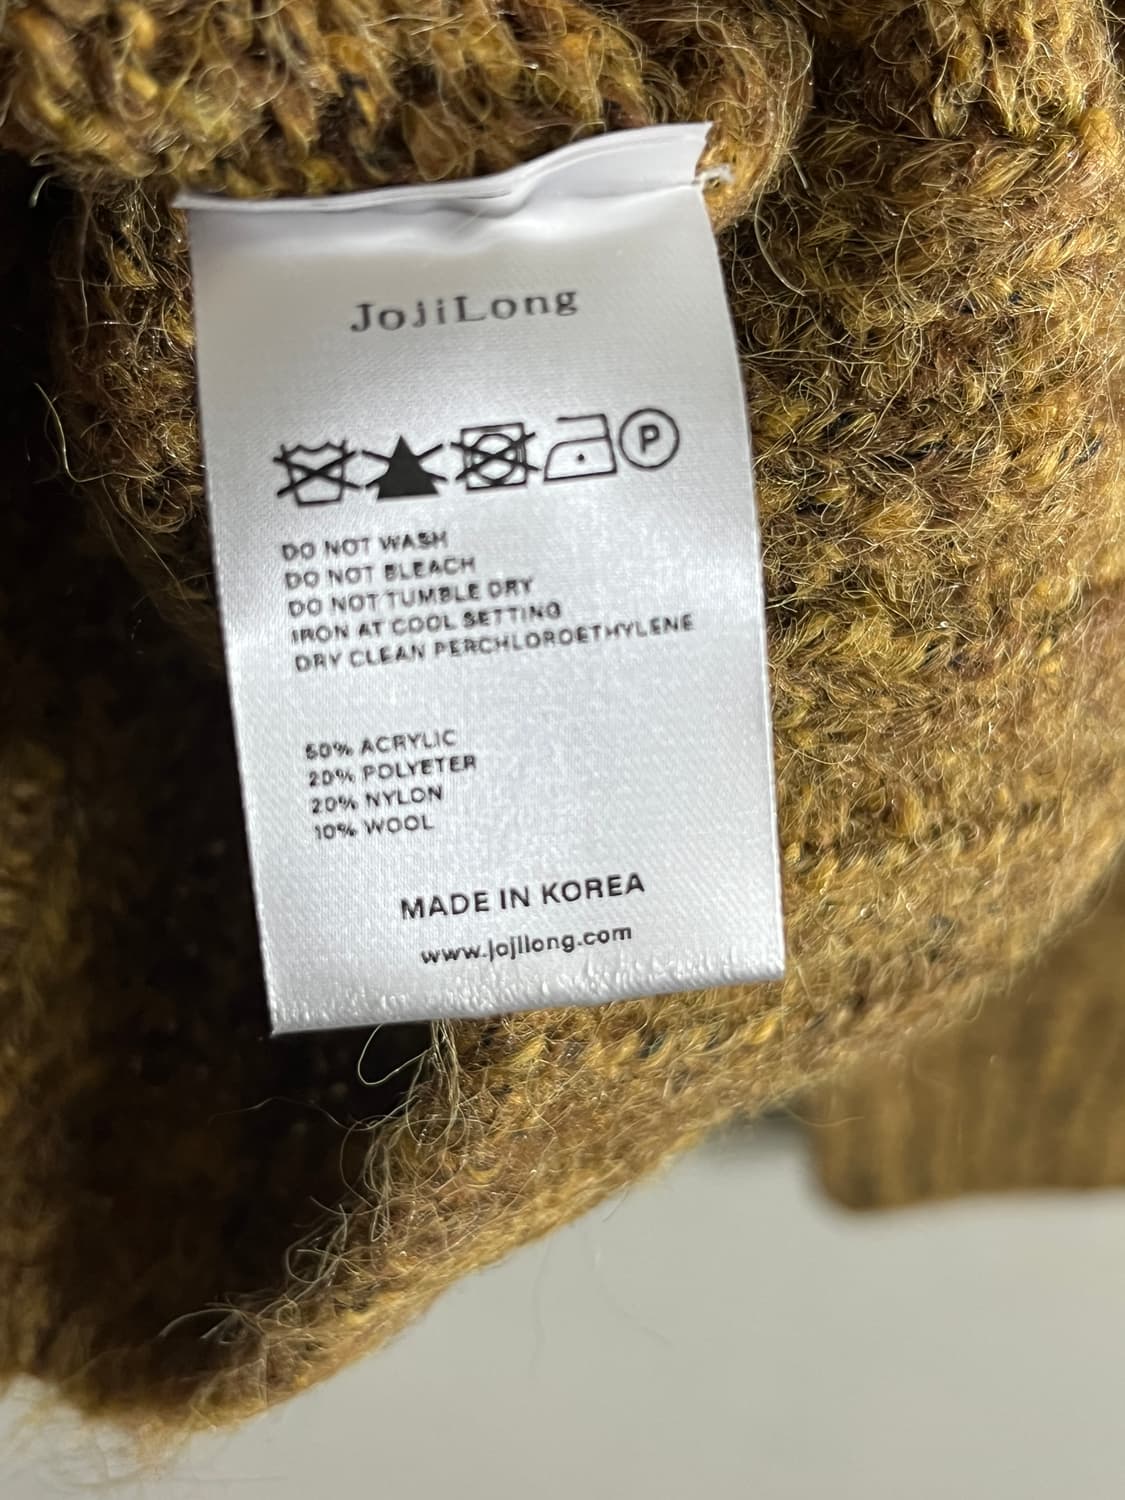 JojiLong
P
DO NOT WASH
DO NOT BLEACH
DO NOT TUMBLE DRY
IRON AT COOL SETTING
DRY CLEAN PERCHLOROETHYLENE
50% ACRYLIC
20% POLYETER
20% NYLON
10% WOOL
MADE IN KOREA
www.jojilong.com